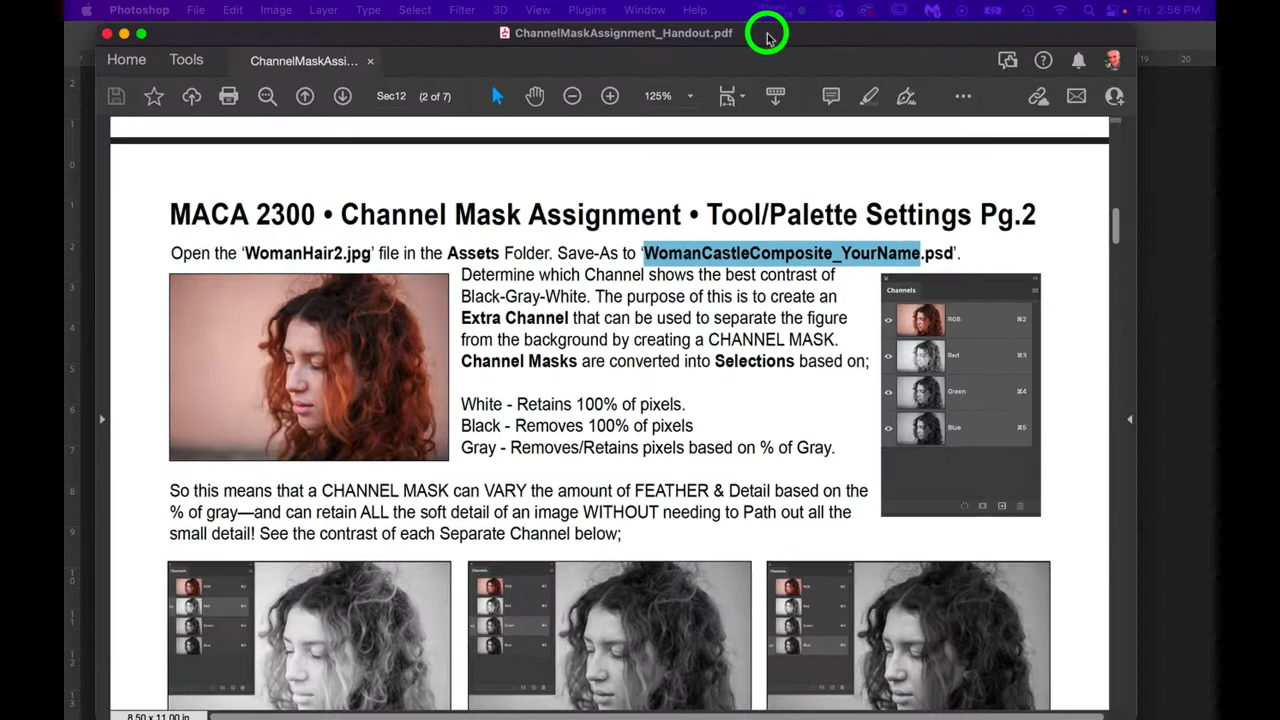 Photoshop File Edit Image Layer Type Select Filter 3D View Plugins Window Help Fri 2:56 PM
ChannelMaskAssignment_Handout.pdf
Home Tools ChannelMaskAssi... ×
Sec12 (2 of 7) 125%
MACA 2300 • Channel Mask Assignment • Tool/Palette Settings Pg.2
Open the ‘WomanHair2.jpg’ file in the Assets Folder. Save-As to ‘WomanCastleComposite_YourName.psd’.
Determine which Channel shows the best contrast of
Black-Gray-White. The purpose of this is to create an
Extra Channel that can be used to separate the figure
from the background by creating a CHANNEL MASK.
Channel Masks are converted into Selections based on;
White - Retains 100% of pixels.
Black - Removes 100% of pixels
Gray - Removes/Retains pixels based on % of Gray.
Channels
RGB ⌘2
Red ⌘3
Green ⌘4
Blue ⌘5
So this means that a CHANNEL MASK can VARY the amount of FEATHER & Detail based on the
% of gray—and can retain ALL the soft detail of an image WITHOUT needing to Path out all the
small detail! See the contrast of each Separate Channel below;
8.50 x 11.00 in